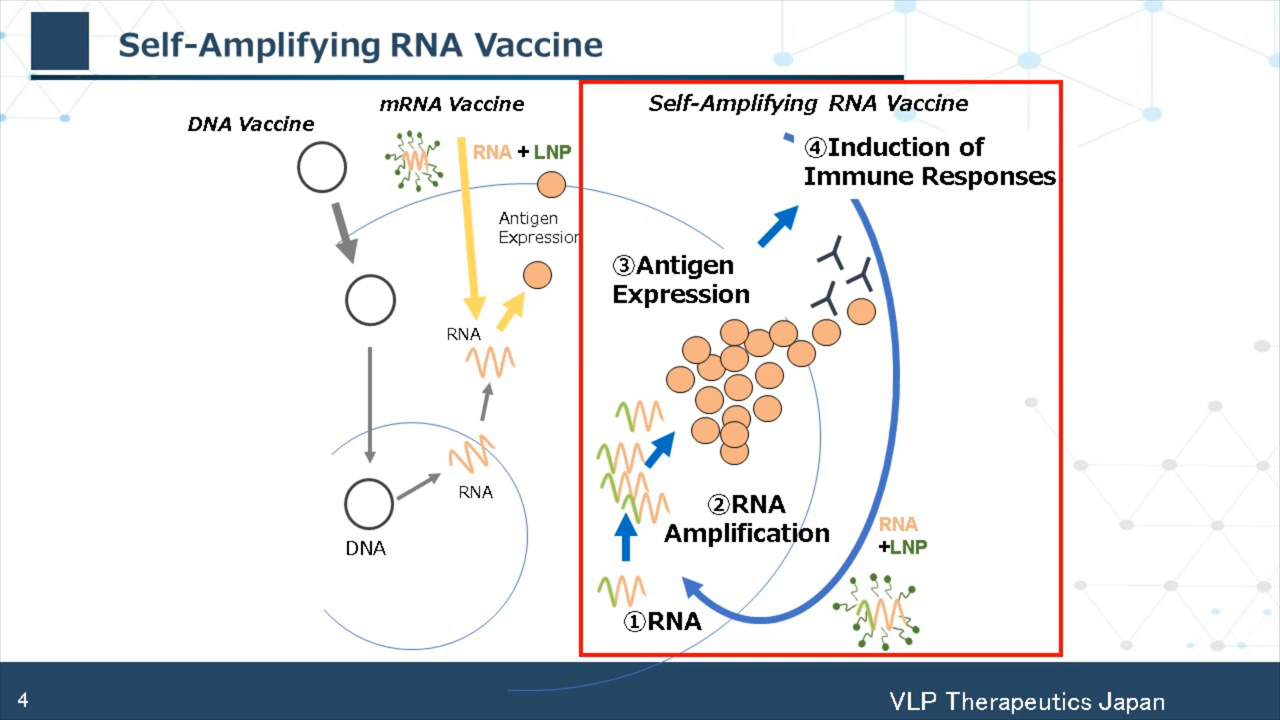 Self-Amplifying RNA Vaccine
DNA Vaccine
mRNA Vaccine
RNA + LNP
Antigen
Expression
RNA
RNA
DNA
Self-Amplifying RNA Vaccine
④Induction of
Immune Responses
③Antigen
Expression
②RNA
Amplification
①RNA
RNA
+LNP
4
VLP Therapeutics Japan